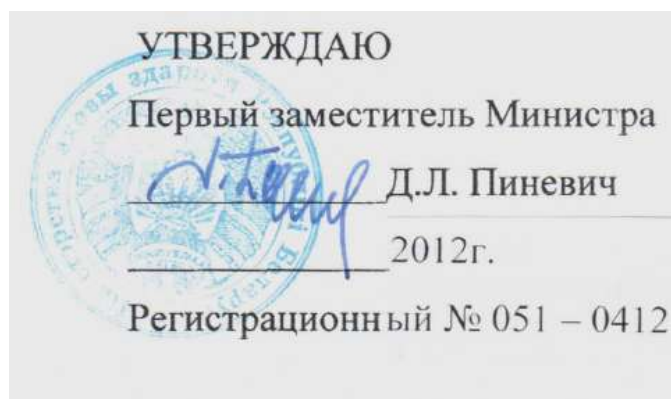 УТВЕРЖДАЮ
Первый заместитель Министра
Д.Л. Пиневич
2012г.
Регистрационный № 051 – 0412